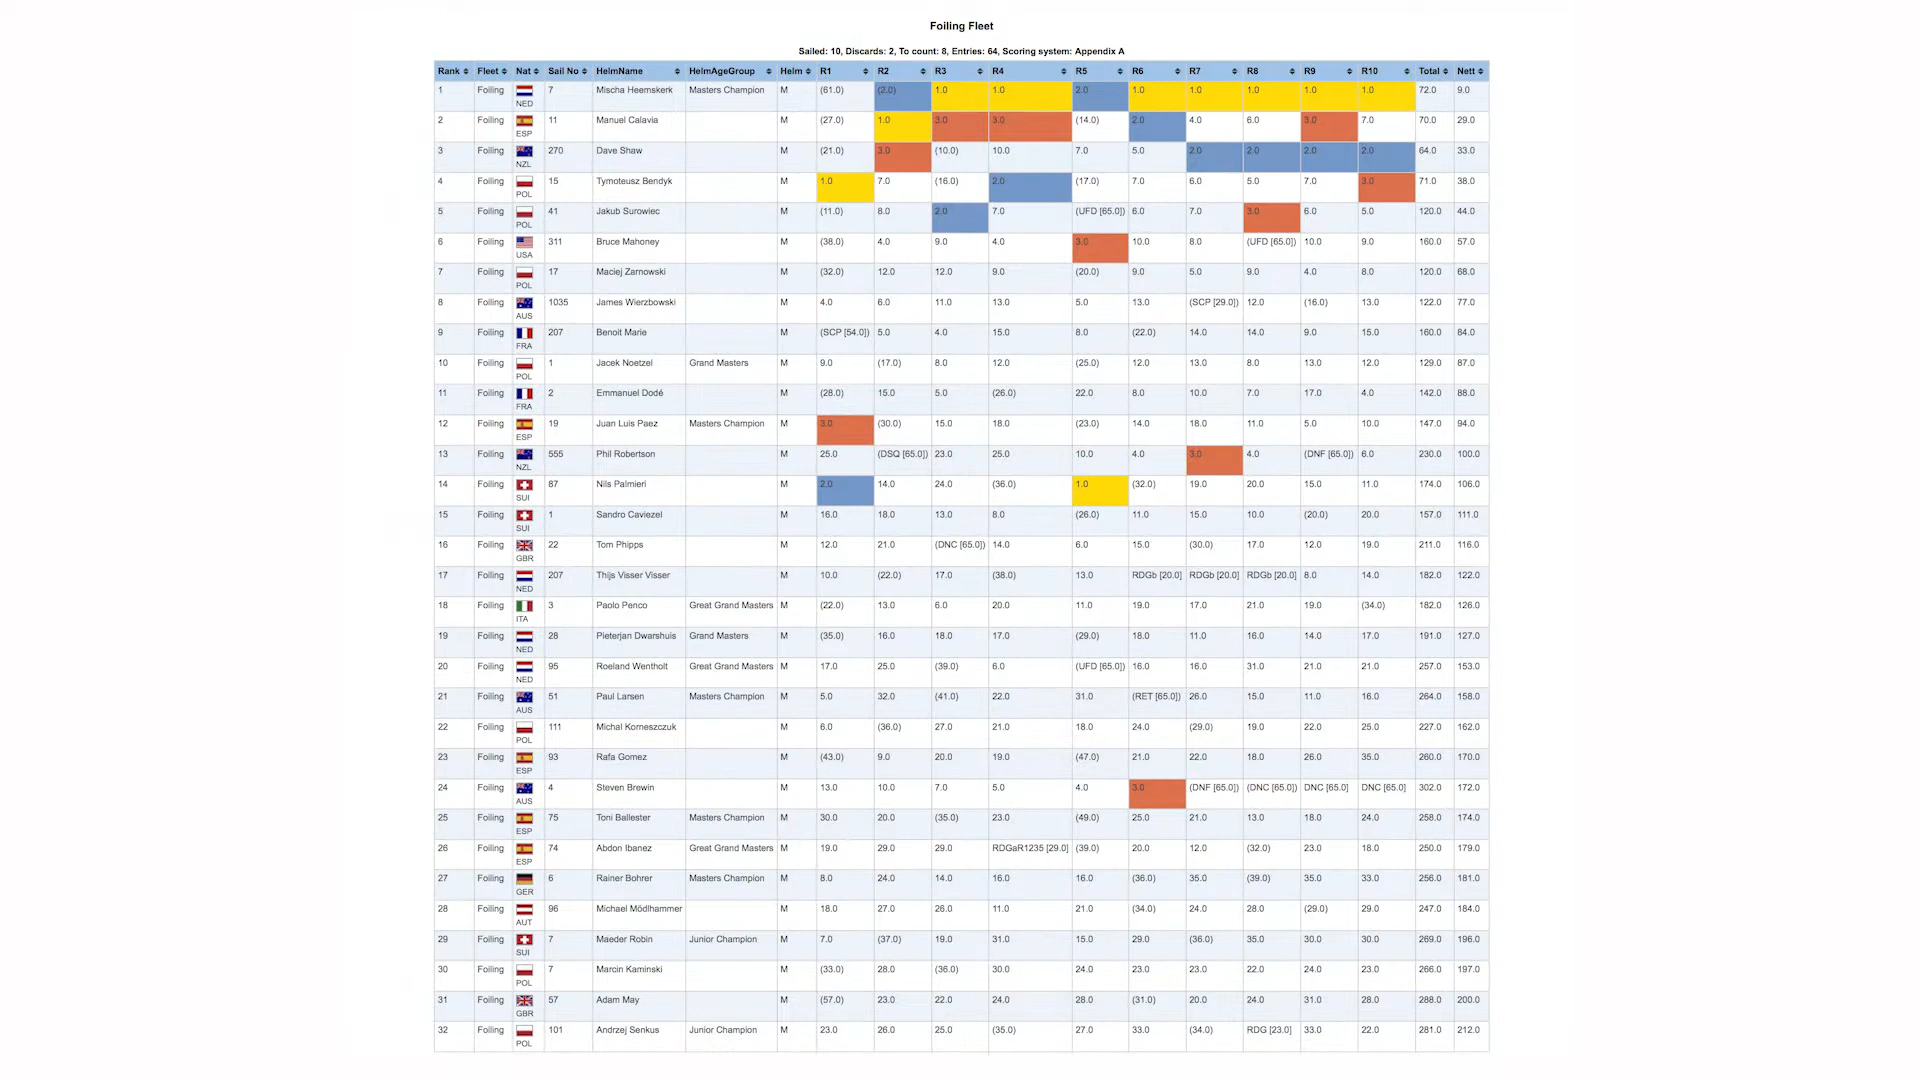 Foiling Fleet
Sailed: 10, Discards: 2, To count: 8, Entries: 64, Scoring system: Appendix A
Rank Fleet Nat Sail No HelmName HelmAgeGroup Helm R1 R2 R3 R4 R5 R6 R7 R8 R9 R10 Total Nett
1 Foiling NED 7 Mischa Heemskerk Masters Champion M (61.0) (2.0) 1.0 1.0 2.0 1.0 1.0 1.0 1.0 1.0 72.0 9.0
2 Foiling ESP 11 Manuel Calavia M (27.0) 1.0 3.0 3.0 (14.0) 2.0 4.0 6.0 3.0 7.0 70.0 29.0
3 Foiling NZL 270 Dave Shaw M (21.0) 3.0 (10.0) 10.0 7.0 5.0 2.0 2.0 2.0 2.0 64.0 33.0
4 Foiling POL 15 Tymoteusz Bendyk M 1.0 7.0 (16.0) 2.0 (17.0) 7.0 6.0 5.0 7.0 3.0 71.0 38.0
5 Foiling POL 41 Jakub Surowiec M (11.0) 8.0 2.0 7.0 (UFD [65.0]) 6.0 7.0 3.0 6.0 5.0 120.0 44.0
6 Foiling USA 311 Bruce Mahoney M (38.0) 4.0 9.0 4.0 3.0 10.0 8.0 (UFD [65.0]) 10.0 9.0 160.0 57.0
7 Foiling POL 17 Maciej Zarnowski M (32.0) 12.0 12.0 9.0 (20.0) 9.0 5.0 9.0 4.0 8.0 120.0 68.0
8 Foiling AUS 1035 James Wierzbowski M 4.0 6.0 11.0 13.0 5.0 13.0 (SCP [29.0]) 12.0 (16.0) 13.0 122.0 77.0
9 Foiling FRA 207 Benoit Marie M (SCP [54.0]) 5.0 4.0 15.0 8.0 (22.0) 14.0 14.0 9.0 15.0 160.0 84.0
10 Foiling POL 1 Jacek Noetzel Grand Masters M 9.0 (17.0) 8.0 12.0 (25.0) 12.0 13.0 8.0 13.0 12.0 129.0 87.0
11 Foiling FRA 2 Emmanuel Dodé M (28.0) 15.0 5.0 (26.0) 22.0 8.0 10.0 7.0 17.0 4.0 142.0 88.0
12 Foiling ESP 19 Juan Luis Paez Masters Champion M 3.0 (30.0) 15.0 18.0 (23.0) 14.0 18.0 11.0 5.0 10.0 147.0 94.0
13 Foiling NZL 555 Phil Robertson M 25.0 (DSQ [65.0]) 23.0 25.0 10.0 4.0 3.0 4.0 (DNF [65.0]) 6.0 230.0 100.0
14 Foiling SUI 87 Nils Palmieri M 2.0 14.0 24.0 (36.0) 1.0 (32.0) 19.0 20.0 15.0 11.0 174.0 106.0
15 Foiling SUI 1 Sandro Caviezel M 16.0 18.0 13.0 8.0 (26.0) 11.0 15.0 10.0 (20.0) 20.0 157.0 111.0
16 Foiling GBR 22 Tom Phipps M 12.0 21.0 (DNC [65.0]) 14.0 6.0 15.0 (30.0) 17.0 12.0 19.0 211.0 116.0
17 Foiling NED 207 Thijs Visser Visser M 10.0 (22.0) 17.0 (38.0) 13.0 RDGb [20.0] RDGb [20.0] RDGb [20.0] 8.0 14.0 182.0 122.0
18 Foiling ITA 3 Paolo Penco Great Grand Masters M (22.0) 13.0 6.0 20.0 11.0 19.0 17.0 21.0 19.0 (34.0) 182.0 126.0
19 Foiling NED 28 Pieterjan Dwarshuis Grand Masters M (35.0) 16.0 18.0 17.0 (29.0) 18.0 11.0 16.0 14.0 17.0 191.0 127.0
20 Foiling NED 95 Roeland Wentholt Great Grand Masters M 17.0 25.0 (39.0) 6.0 (UFD [65.0]) 16.0 16.0 31.0 21.0 21.0 257.0 153.0
21 Foiling AUS 51 Paul Larsen Masters Champion M 5.0 32.0 (41.0) 22.0 31.0 (RET [65.0]) 26.0 15.0 11.0 16.0 264.0 158.0
22 Foiling POL 111 Michal Korneszczuk M 6.0 (36.0) 27.0 21.0 18.0 24.0 (29.0) 19.0 22.0 25.0 227.0 162.0
23 Foiling ESP 93 Rafa Gomez M (43.0) 9.0 20.0 19.0 (47.0) 21.0 22.0 18.0 26.0 35.0 260.0 170.0
24 Foiling AUS 4 Steven Brewin M 13.0 10.0 7.0 5.0 4.0 3.0 (DNF [65.0]) (DNC [65.0]) DNC [65.0] DNC [65.0] 302.0 172.0
25 Foiling ESP 75 Toni Ballester Masters Champion M 30.0 20.0 (35.0) 23.0 (49.0) 25.0 21.0 13.0 18.0 24.0 258.0 174.0
26 Foiling ESP 74 Abdon Ibanez Great Grand Masters M 19.0 29.0 29.0 RDGaR1235 [29.0] (39.0) 20.0 12.0 (32.0) 23.0 18.0 250.0 179.0
27 Foiling GER 6 Rainer Bohrer Masters Champion M 8.0 24.0 14.0 16.0 16.0 (36.0) 35.0 (39.0) 35.0 33.0 256.0 181.0
28 Foiling AUT 96 Michael Mödlhammer M 18.0 27.0 26.0 11.0 21.0 (34.0) 24.0 28.0 (29.0) 29.0 247.0 184.0
29 Foiling SUI 7 Maeder Robin Junior Champion M 7.0 (37.0) 19.0 31.0 15.0 29.0 (36.0) 35.0 30.0 30.0 269.0 196.0
30 Foiling POL 7 Marcin Kaminski M (33.0) 28.0 (36.0) 30.0 24.0 23.0 23.0 22.0 24.0 23.0 266.0 197.0
31 Foiling GBR 57 Adam May M (57.0) 23.0 22.0 24.0 28.0 (31.0) 20.0 24.0 31.0 28.0 288.0 200.0
32 Foiling POL 101 Andrzej Senkus Junior Champion M 23.0 26.0 25.0 (35.0) 27.0 33.0 (34.0) RDG [23.0] 33.0 22.0 281.0 212.0